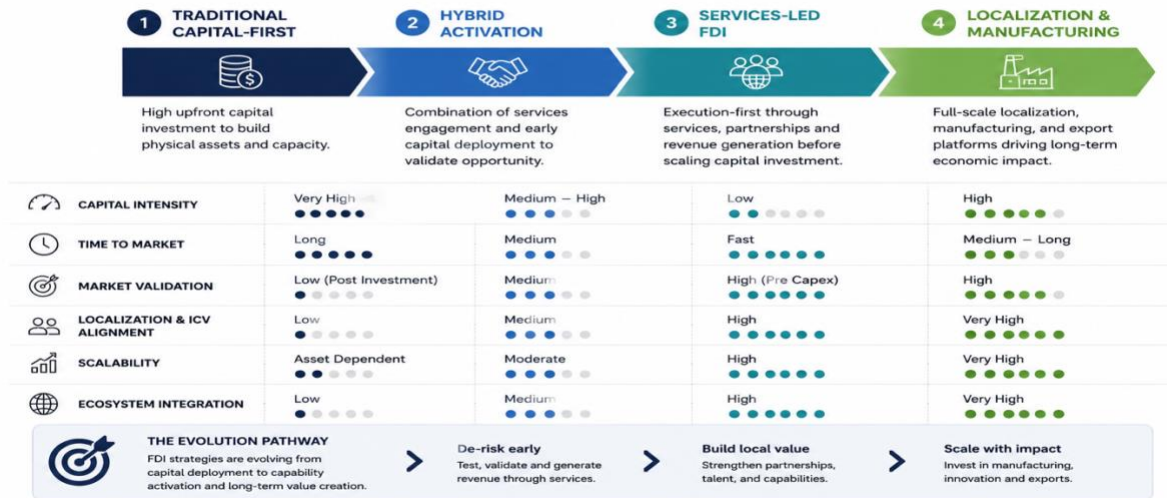 1 TRADITIONAL
CAPITAL-FIRST
2 HYBRID
ACTIVATION
3 SERVICES-LED
FDI
4 LOCALIZATION &
MANUFACTURING
High upfront capital
investment to build
physical assets and capacity.
Combination of services
engagement and early
capital deployment to
validate opportunity.
Execution-first through
services, partnerships and
revenue generation before
scaling capital investment.
Full-scale localization,
manufacturing, and export
platforms driving long-term
economic impact.
CAPITAL INTENSITY
Very High
Medium – High
Low
High
TIME TO MARKET
Long
Medium
Fast
Medium – Long
MARKET VALIDATION
Low (Post Investment)
Medium
High (Pre Capex)
High
LOCALIZATION & ICV
ALIGNMENT
Low
Medium
High
Very High
SCALABILITY
Asset Dependent
Moderate
High
Very High
ECOSYSTEM INTEGRATION
Low
Medium
High
Very High
THE EVOLUTION PATHWAY
FDI strategies are evolving from
capital deployment to capability
activation and long-term value creation.
De-risk early
Test, validate and generate
revenue through services.
Build local value
Strengthen partnerships,
talent, and capabilities.
Scale with impact
Invest in manufacturing,
innovation and exports.